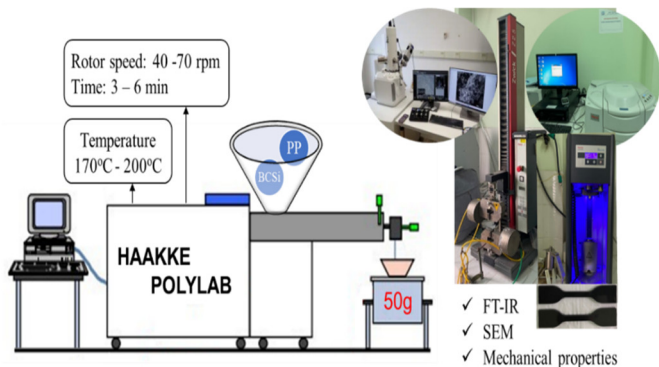 Rotor speed: 40 -70 rpm
Time: 3 – 6 min
Temperature
170°C - 200°C
PP
BCSi
HAAKKE
POLYLAB
50g
✓ FT-IR
✓ SEM
✓ Mechanical properties